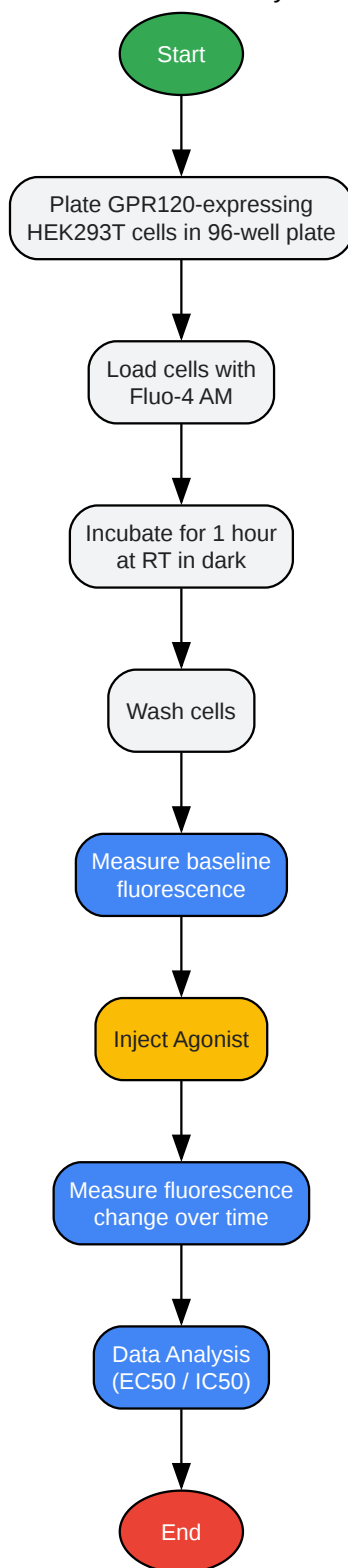 Start
Plate GPR120-expressing
HEK293T cells in 96-well plate
Load cells with
Fluo-4 AM
Incubate for 1 hour
at RT in dark
Wash cells
Measure baseline
fluorescence
Inject Agonist
Measure fluorescence
change over time
Data Analysis
(EC50 / IC50)
End